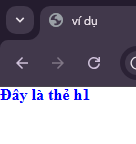 ví dụ
Đây là thẻ h1